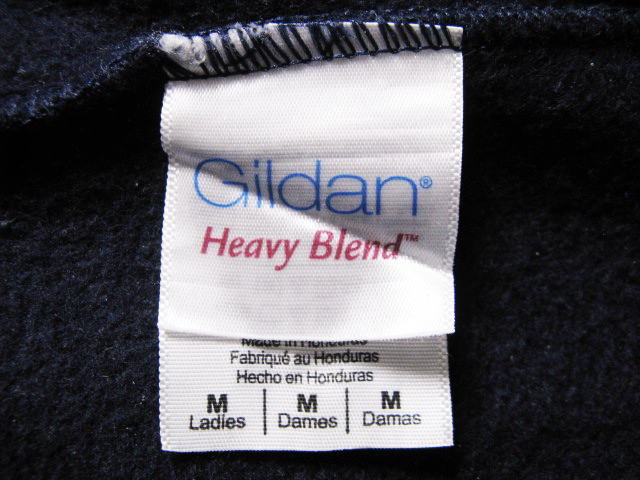 Gildan®
Heavy Blend™
Made in Honduras
Fabriqué au Honduras
Hecho en Honduras
M | M | M
Ladies | Dames | Damas